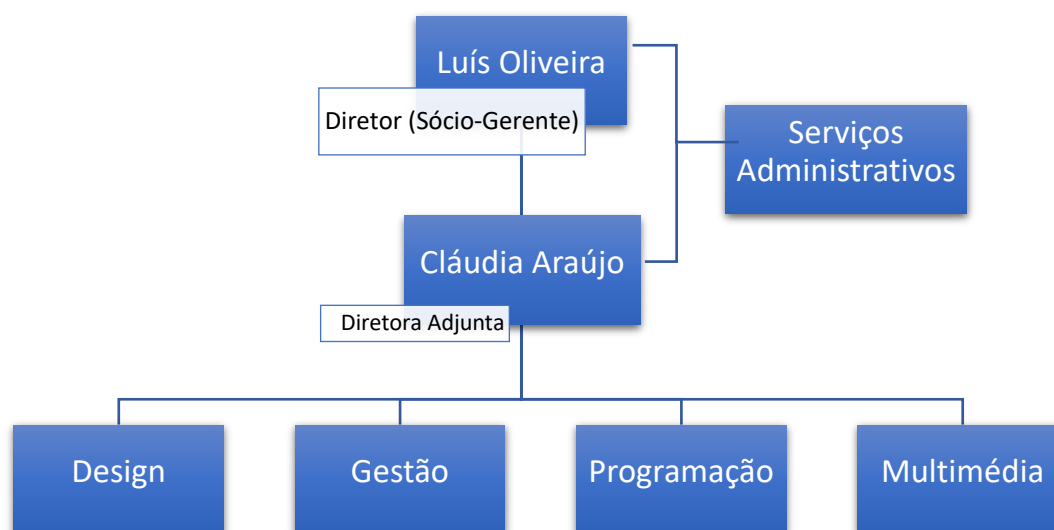 Luís Oliveira
Diretor (Sócio-Gerente)
Serviços
Administrativos
Cláudia Araújo
Diretora Adjunta
Design
Gestão
Programação
Multimédia